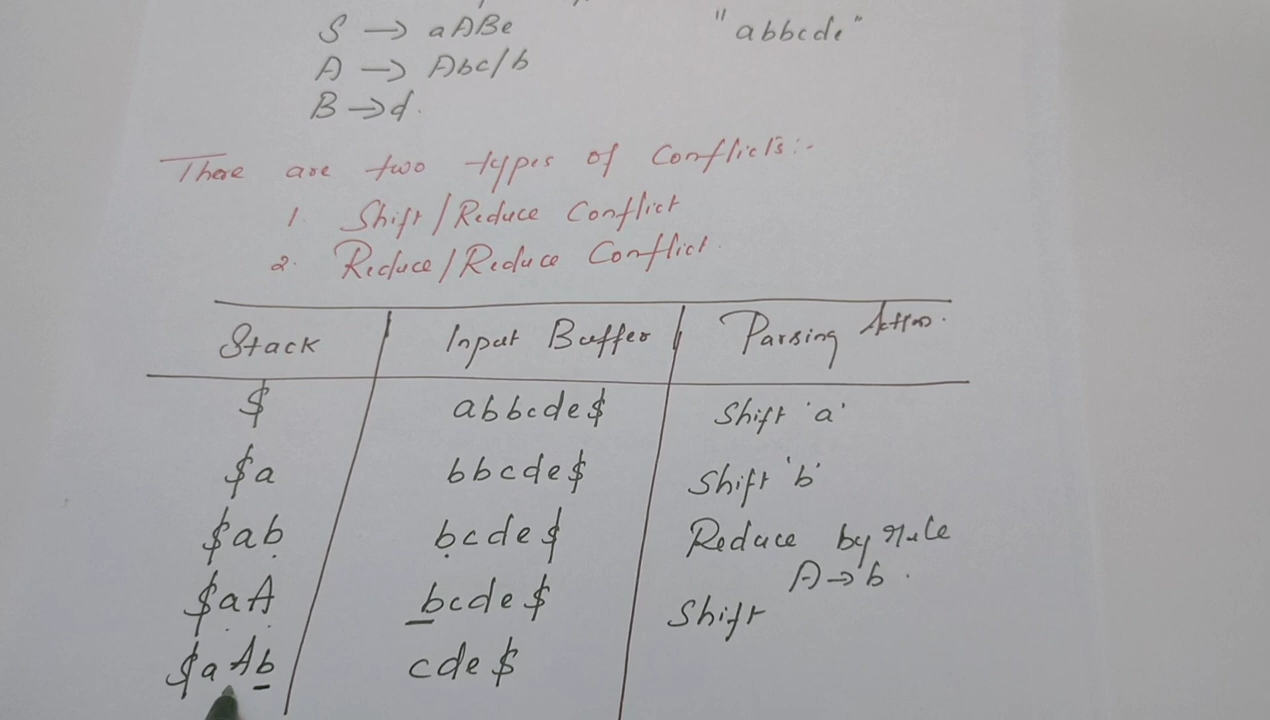 S → aABe "abbcde"
A → Abc/b
B → d.
There are two types of Conflicts:-
1. Shift/Reduce Conflict
2. Reduce/Reduce Conflict.
Stack Input Buffer Parsing Action.
$ abbcde$ Shift 'a'
$a bbcde$ Shift 'b'
$ab bcde$ Reduce by rule
A → b.
$aA bcde$ Shift
$aAb cde$